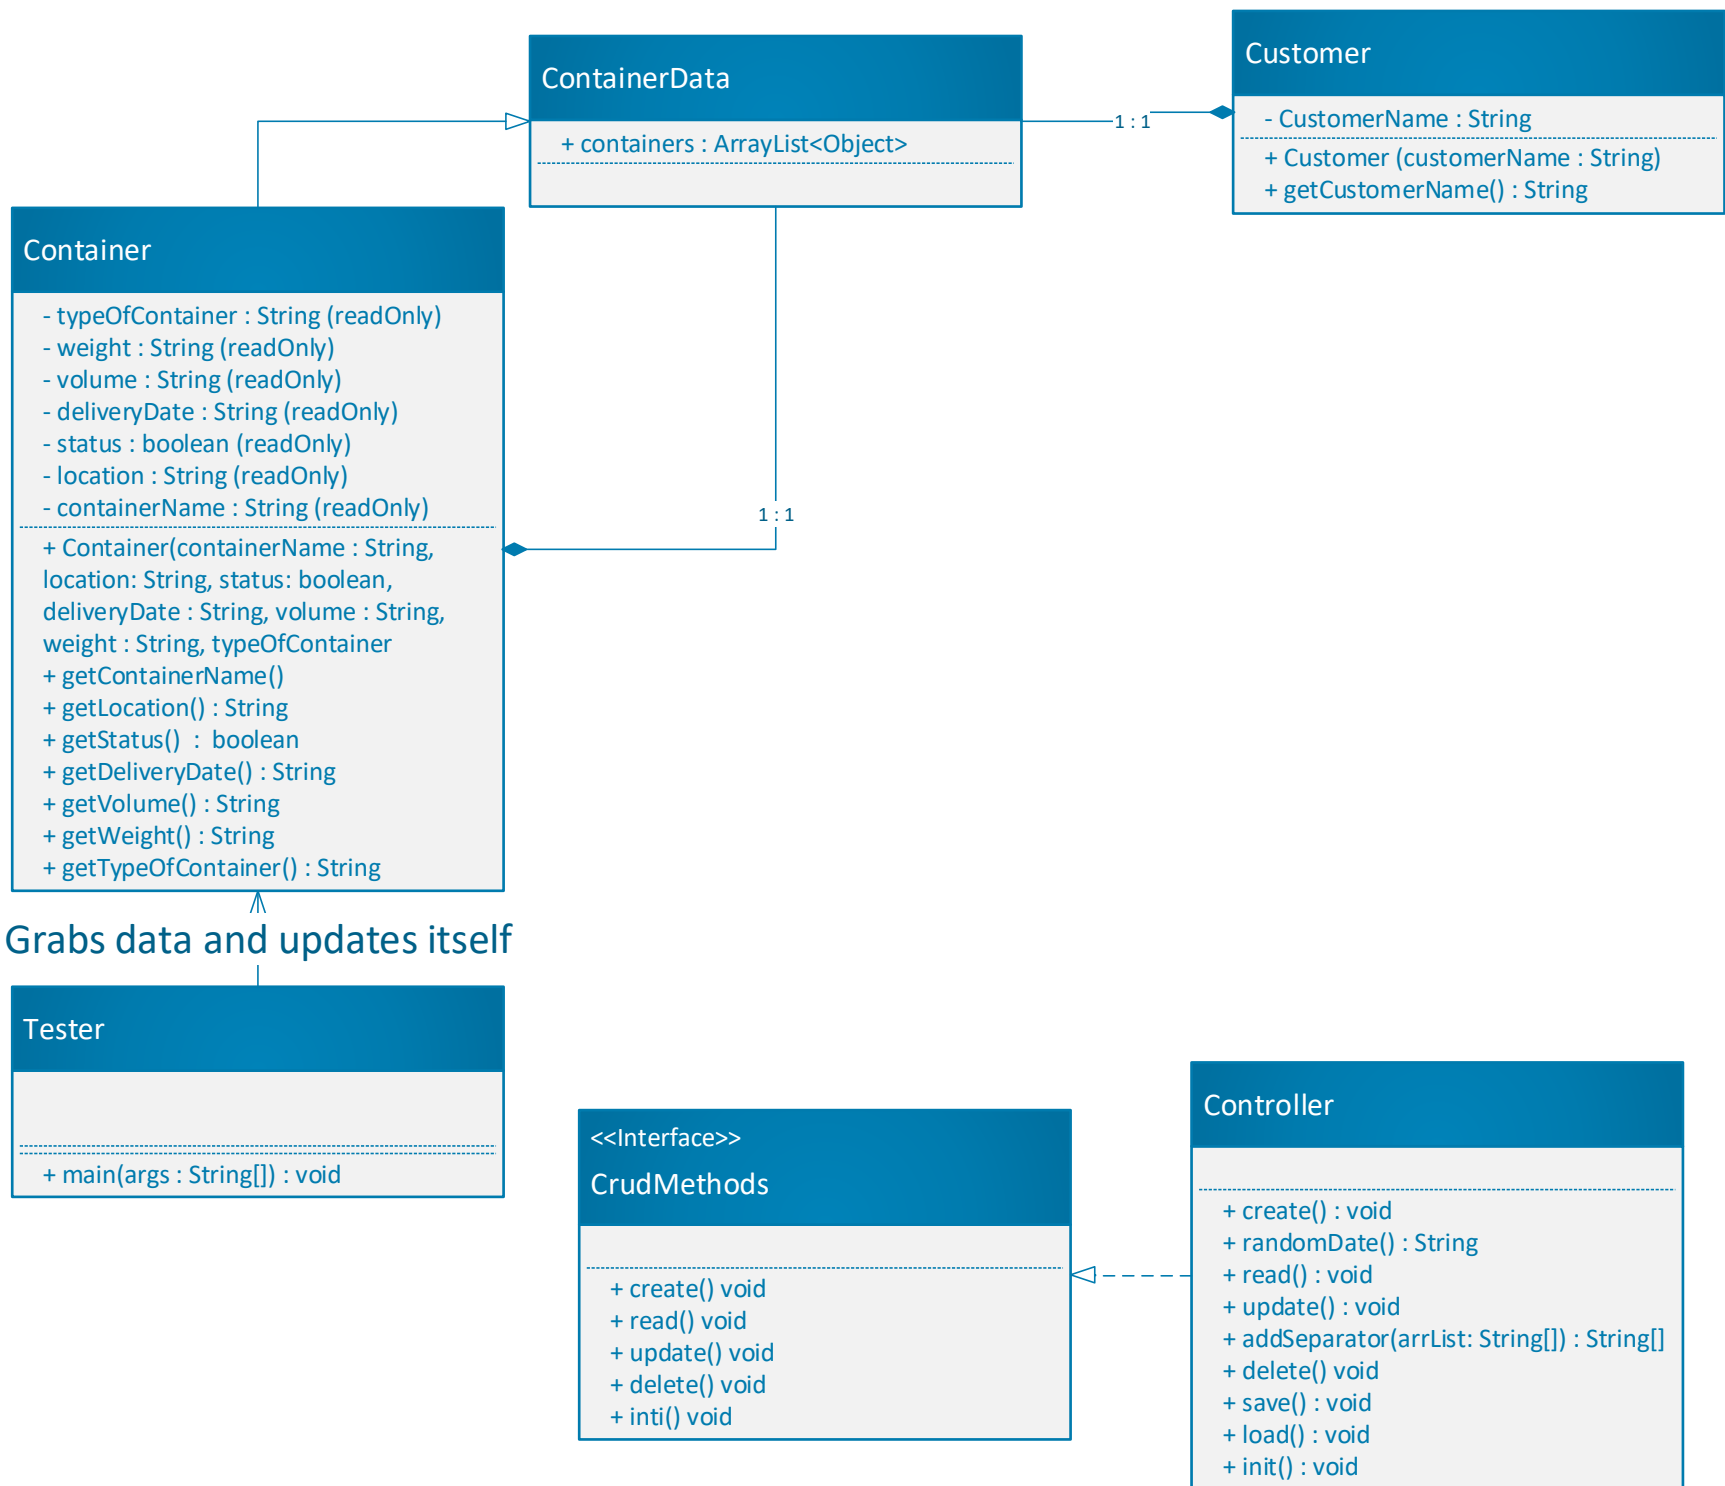 ContainerData
+ containers : ArrayList<Object>
Customer
- CustomerName : String
+ Customer (customerName : String)
+ getCustomerName() : String
1 : 1
Container
- typeOfContainer : String (readOnly)
- weight : String (readOnly)
- volume : String (readOnly)
- deliveryDate : String (readOnly)
- status : boolean (readOnly)
- location : String (readOnly)
- containerName : String (readOnly)
+ Container(containerName : String,
location: String, status: boolean,
deliveryDate : String, volume : String,
weight : String, typeOfContainer
+ getContainerName()
+ getLocation() : String
+ getStatus() : boolean
+ getDeliveryDate() : String
+ getVolume() : String
+ getWeight() : String
+ getTypeOfContainer() : String
1 : 1
Grabs data and updates itself
Tester
+ main(args : String[]) : void
<<Interface>>
CrudMethods
+ create() void
+ read() void
+ update() void
+ delete() void
+ inti() void
Controller
+ create() : void
+ randomDate() : String
+ read() : void
+ update() : void
+ addSeparator(arrList: String[]) : String[]
+ delete() void
+ save() : void
+ load() : void
+ init() : void